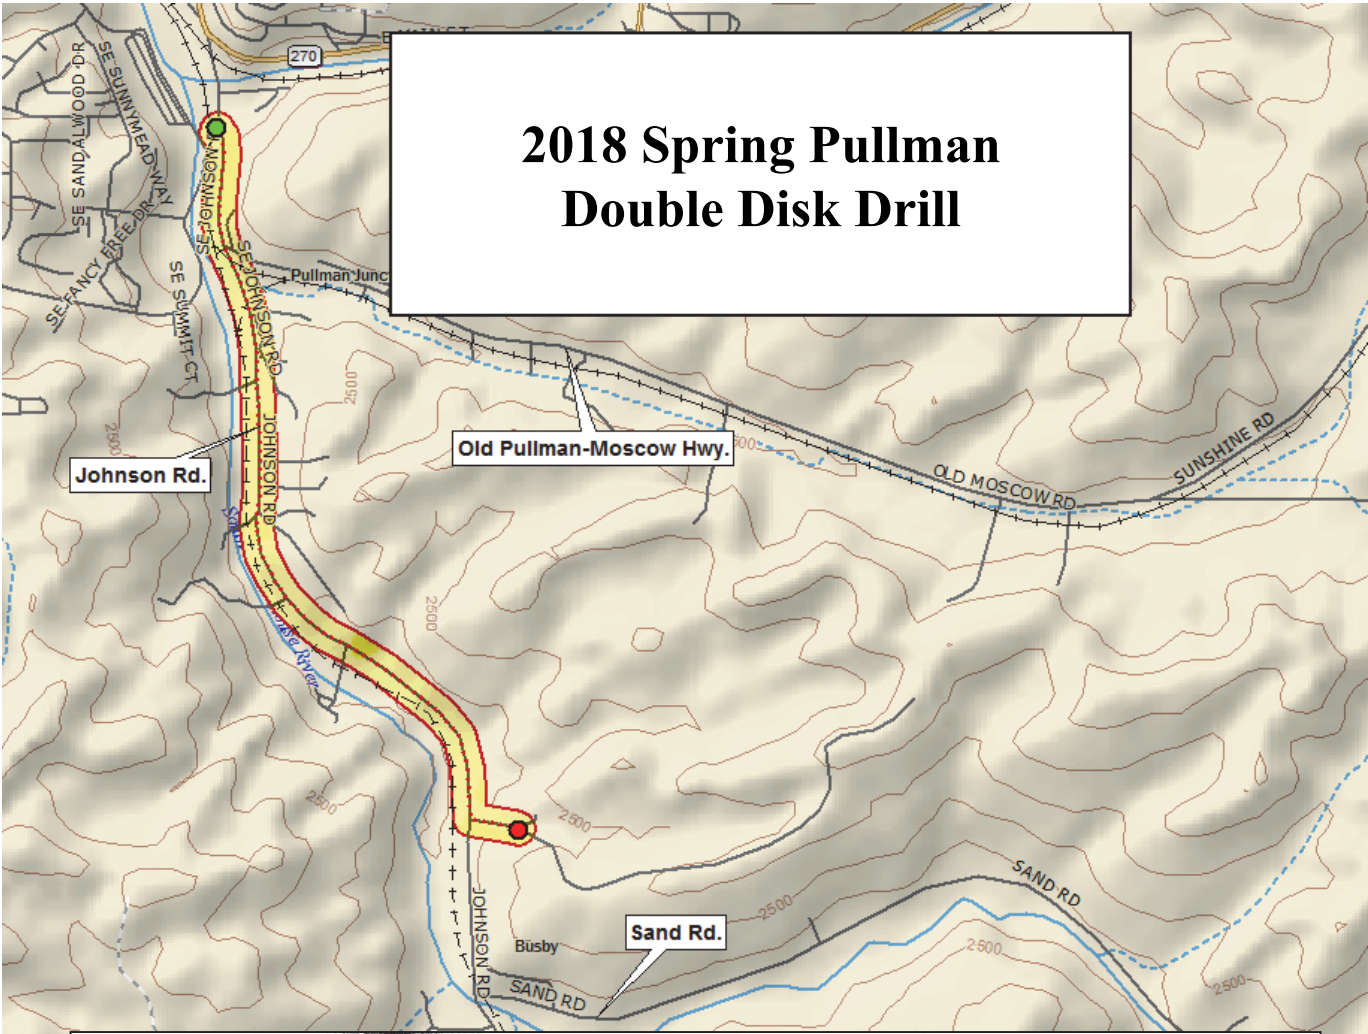 E MAIN ST
270
2018 Spring Pullman
Double Disk Drill
SE SANDALWOOD DR
SE SUNNYMEAD WAY
SE JOHNSON
SE FANCY FREE DR
SE SUMMIT CT
SE JOHNSON RD
Pullman Junc
2500
2500
Johnson Rd.
JOHNSON RD
Old Pullman-Moscow Hwy.
OLD MOSCOW RD
SUNSHINE RD
2500
River
2500
2500
2500
SAND RD
Sand Rd.
Busby
JOHNSON RD
SAND RD
2500
2500